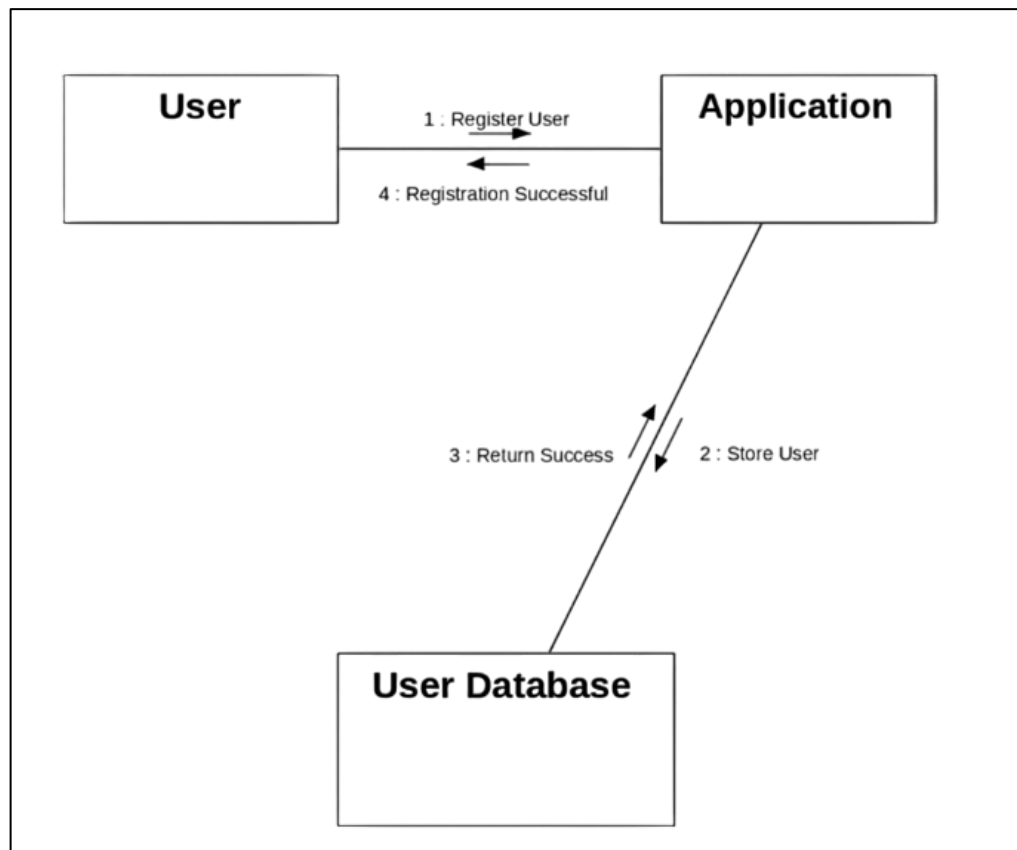 User
Application
1 : Register User
4 : Registration Successful
3 : Return Success
2 : Store User
User Database